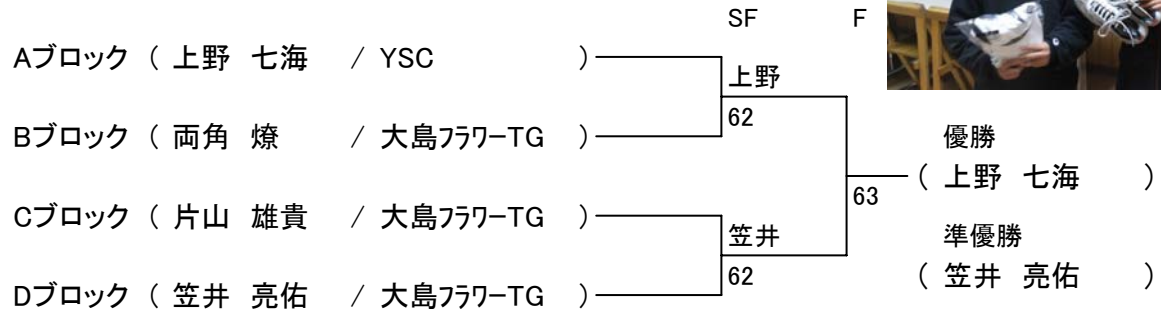 SF F
Aブロック ( 上野 七海 / YSC )
上野
62
Bブロック ( 両角 燎 / 大島ﾌﾗﾜｰTG )
優勝
( 上野 七海 )
63
Cブロック ( 片山 雄貴 / 大島ﾌﾗﾜｰTG )
笠井
62
準優勝
( 笠井 亮佑 )
Dブロック ( 笠井 亮佑 / 大島ﾌﾗﾜｰTG )